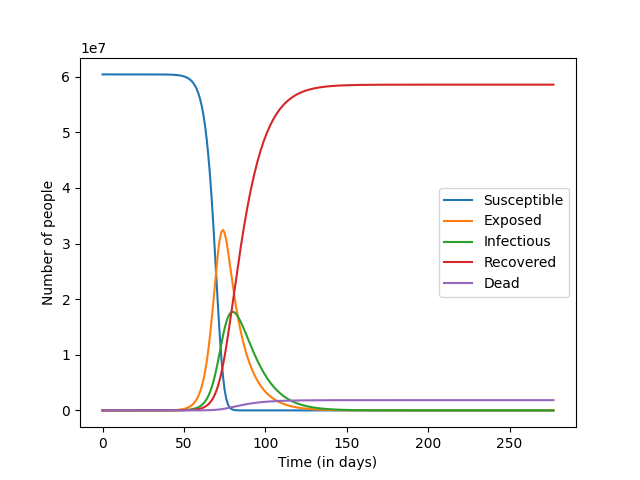 1e7
6
5
4
3
2
1
0
0 50 100 150 200 250
Number of people
Time (in days)
Susceptible
Exposed
Infectious
Recovered
Dead